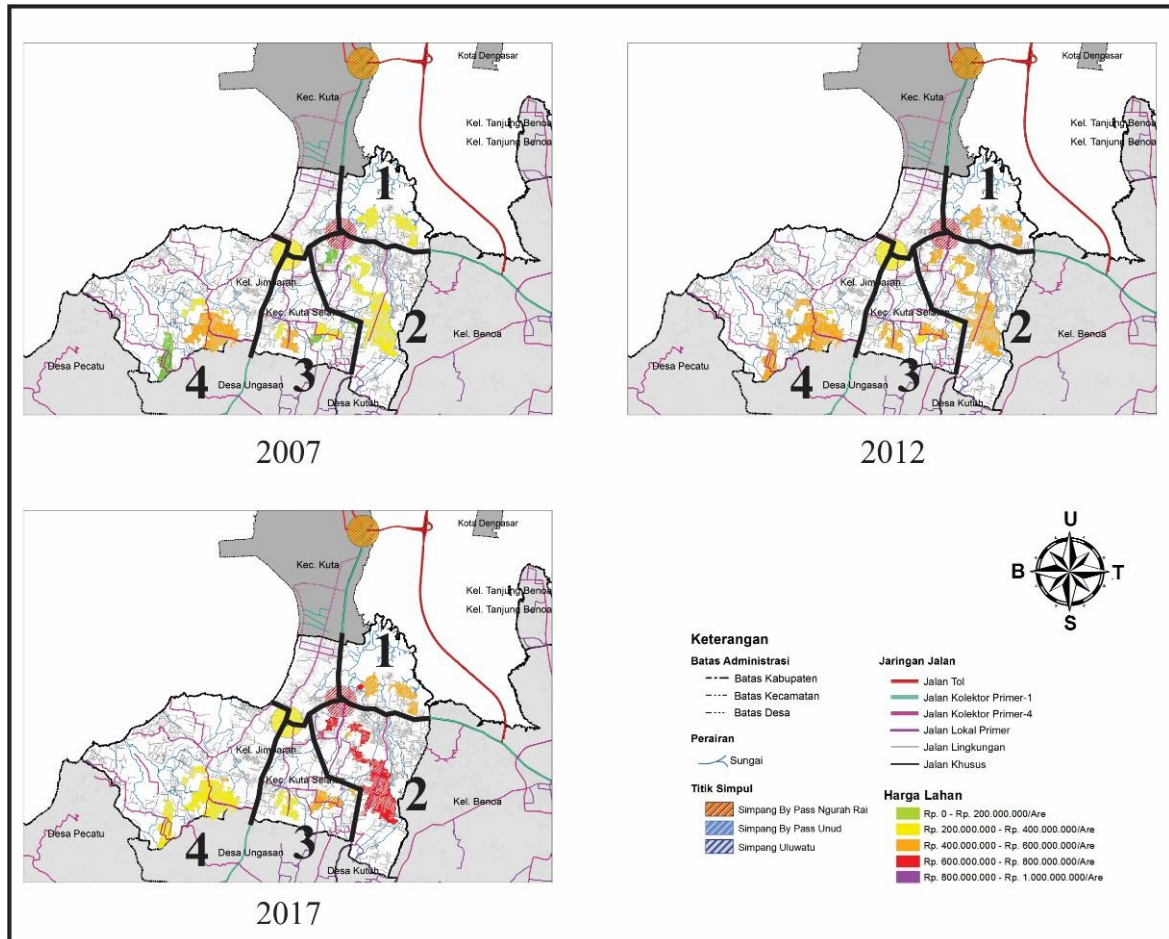 Kota Denpasar
Kec. Kuta
Kel. Tanjung Benoa
Kel. Tanjung Benoa
1
Kel. Jimbaran
Kec. Kuta Selatan
2
Kel. Benoa
Desa Pecatu
4
Desa Ungasan
3
Desa Kutuh
2007
Kota Denpasar
Kec. Kuta
Kel. Tanjung Benoa
Kel. Tanjung Benoa
1
Kel. Jimbaran
Kec. Kuta Selatan
2
Kel. Benoa
Desa Pecatu
4
Desa Ungasan
3
Desa Kutuh
2012
Kota Denpasar
Kec. Kuta
Kel. Tanjung Benoa
Kel. Tanjung Benoa
1
Kel. Jimbaran
Kec. Kuta Selatan
2
Kel. Benoa
Desa Pecatu
4
Desa Ungasan
3
Desa Kutuh
2017
U
B
T
S
Keterangan
Batas Administrasi
Batas Kabupaten
Batas Kecamatan
Batas Desa
Perairan
Sungai
Titik Simpul
Simpang By Pass Ngurah Rai
Simpang By Pass Unud
Simpang Uluwatu
Jaringan Jalan
Jalan Tol
Jalan Kolektor Primer-1
Jalan Kolektor Primer-4
Jalan Lokal Primer
Jalan Lingkungan
Jalan Khusus
Harga Lahan
Rp. 0 - Rp. 200.000.000/Are
Rp. 200.000.000 - Rp. 400.000.000/Are
Rp. 400.000.000 - Rp. 600.000.000/Are
Rp. 600.000.000 - Rp. 800.000.000/Are
Rp. 800.000.000 - Rp. 1.000.000.000/Are